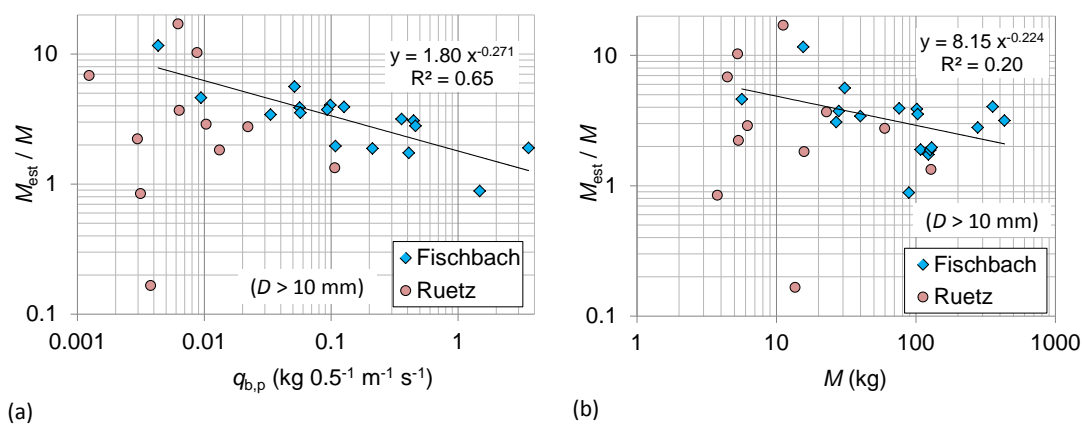 10
1
0.1
M_est / M
0.001
0.01
0.1
1
q_b,p (kg 0.5⁻¹ m⁻¹ s⁻¹)
y = 1.80 x⁻⁰·²⁷¹
R² = 0.65
(D > 10 mm)
Fischbach
Ruetz
(a)
10
1
0.1
M_est / M
1
10
100
1000
M (kg)
y = 8.15 x⁻⁰·²²⁴
R² = 0.20
(D > 10 mm)
Fischbach
Ruetz
(b)